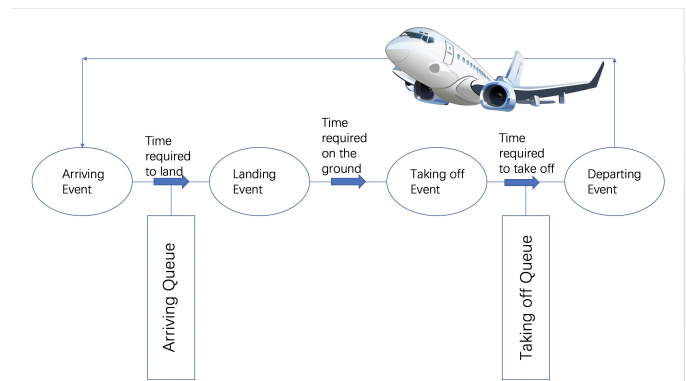 Time
required
to land
Time
required
on the
ground
Time
required
to take off
Arriving
Event
Landing
Event
Taking off
Event
Departing
Event
Arriving Queue
Taking off Queue